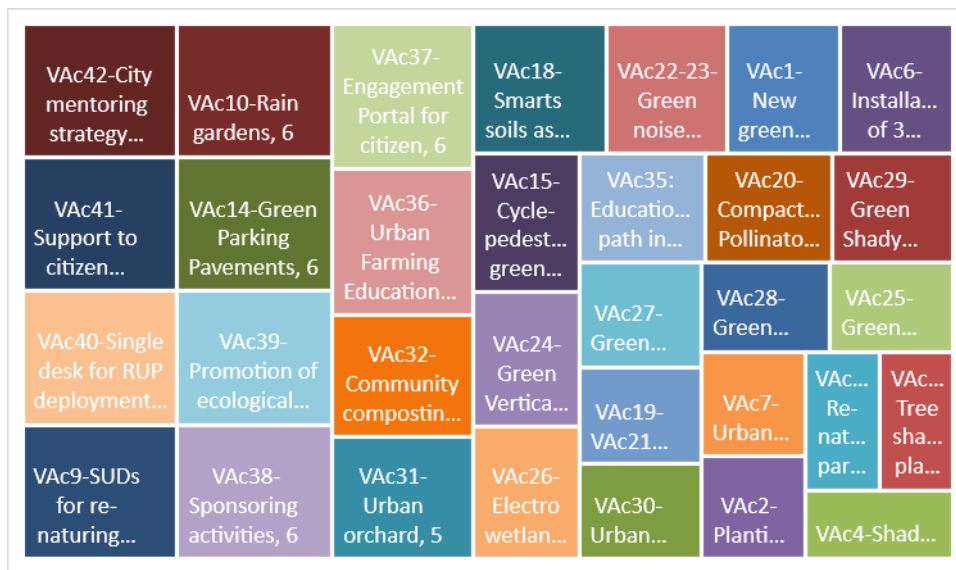 VAc42-City
mentoring
strategy...
VAc10-Rain
gardens, 6
VAc37-
Engagement
Portal for
citizen, 6
VAc18-
Smarts
soils as...
VAc22-23-
Green
noise...
VAc1-
New
green...
VAc6-
Installa...
of 3...
VAc41-
Support to
citizen...
VAc14-Green
Parking
Pavements, 6
VAc36-
Urban
Farming
Education...
VAc15-
Cycle-
pedest...
green...
VAc35:
Educatio...
path in...
VAc20-
Compact...
Pollinato...
VAc29-
Green
Shady...
VAc40-Single
desk for RUP
deployment...
VAc39-
Promotion of
ecological...
VAc32-
Community
compostin...
VAc24-
Green
Vertica...
VAc27-
Green...
VAc28-
Green...
VAc25-
Green...
VAc9-SUDs
for re-
naturing...
VAc38-
Sponsoring
activities, 6
VAc31-
Urban
orchard, 5
VAc26-
Electro
wetlan...
VAc19-
VAc21...
VAc7-
Urban...
VAc...
Re-
nat...
par...
VAc...
Tree
sha...
pla...
VAc30-
Urban...
VAc2-
Planti...
VAc4-Shad...